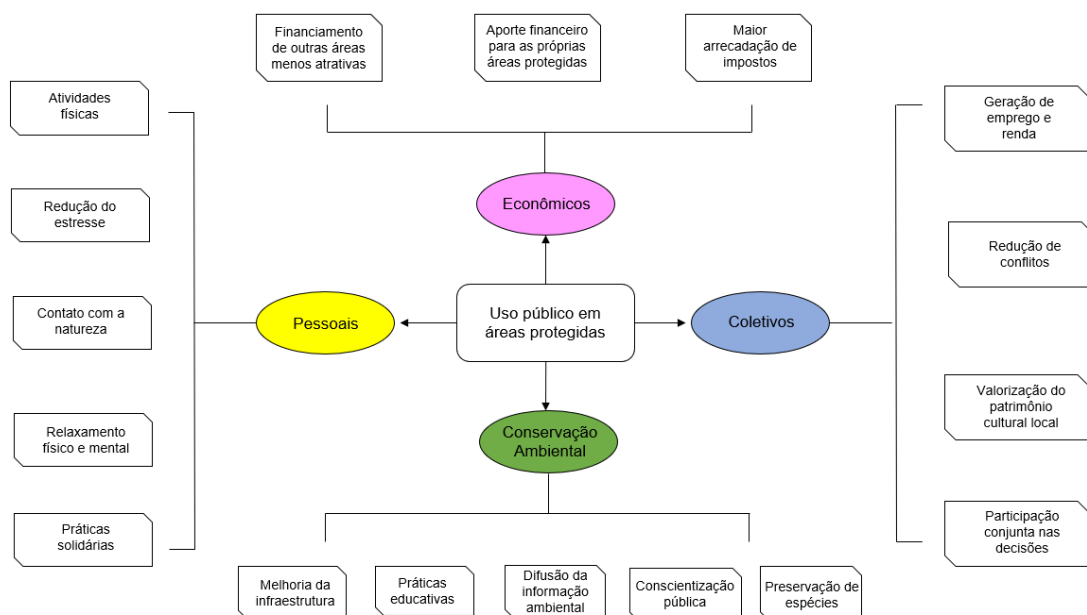 Financiamento
de outras áreas
menos atrativas
Aporte financeiro
para as próprias
áreas protegidas
Maior
arrecadação de
impostos
Atividades
físicas
Redução do
estresse
Contato com a
natureza
Relaxamento
físico e mental
Práticas
solidárias
Econômicos
Pessoais
Uso público em
áreas protegidas
Coletivos
Conservação
Ambiental
Geração de
emprego e
renda
Redução de
conflitos
Valorização do
patrimônio
cultural local
Participação
conjunta nas
decisões
Melhoria da
infraestrutura
Práticas
educativas
Difusão da
informação
ambiental
Conscientização
pública
Preservação de
espécies